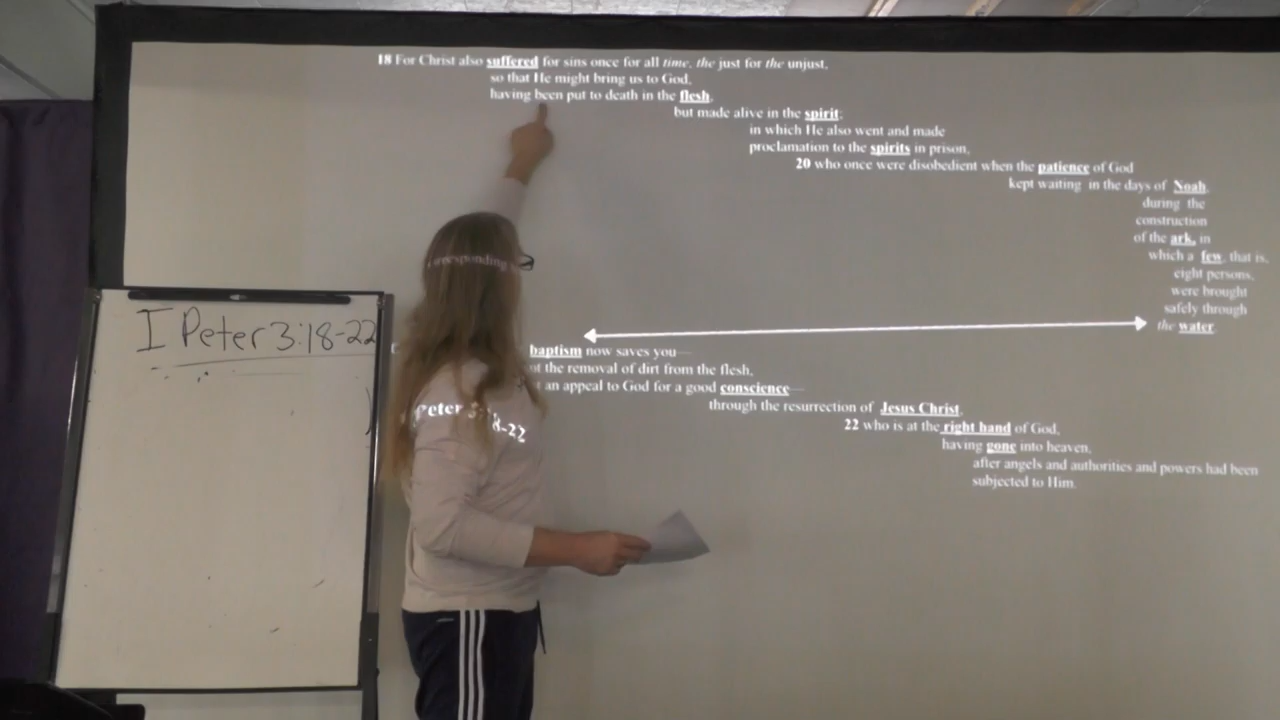 18 For Christ also suffered for sins once for all time, the just for the unjust,
so that He might bring us to God,
having been put to death in the flesh,
but made alive in the spirit;
in which He also went and made
proclamation to the spirits in prison,
20 who once were disobedient when the patience of God
kept waiting in the days of Noah,
during the
construction
of the ark, in
which a few, that is,
eight persons,
were brought
safely through
the water.
baptism now saves you—
the removal of dirt from the flesh,
an appeal to God for a good conscience—
through the resurrection of Jesus Christ,
22 who is at the right hand of God,
having gone into heaven,
after angels and authorities and powers had been
subjected to Him.
I Peter 3:18-22